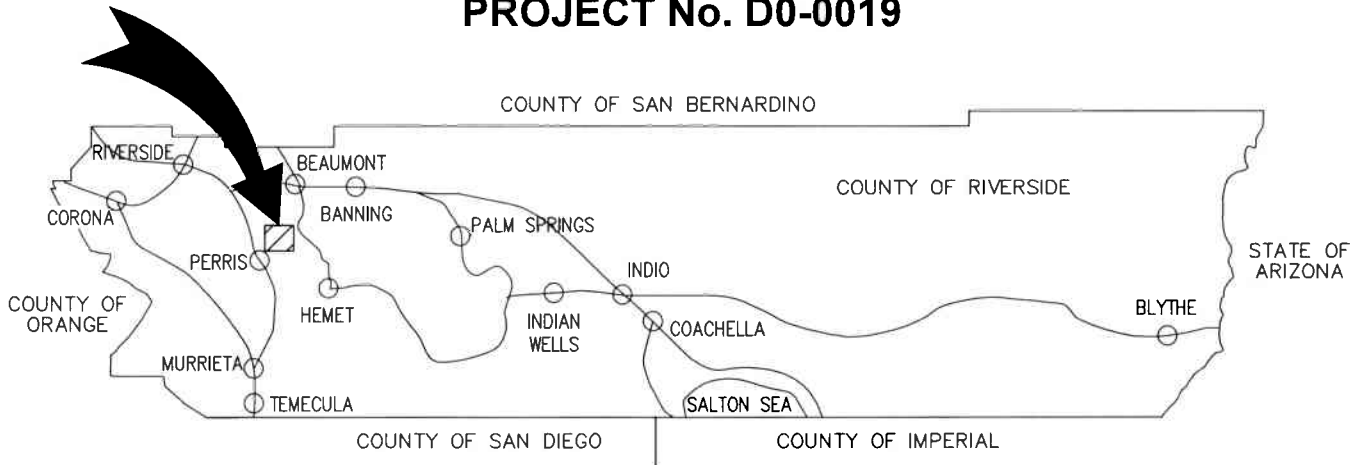 PROJECT No. D0-0019
COUNTY OF SAN BERNARDINO
RIVERSIDE
BEAUMONT
COUNTY OF RIVERSIDE
CORONA
BANNING
PALM SPRINGS
PERRIS
STATE OF
ARIZONA
INDIO
COUNTY OF
ORANGE
HEMET
INDIAN
WELLS
COACHELLA
BLYTHE
MURRIETA
TEMECULA
SALTON SEA
COUNTY OF SAN DIEGO
COUNTY OF IMPERIAL